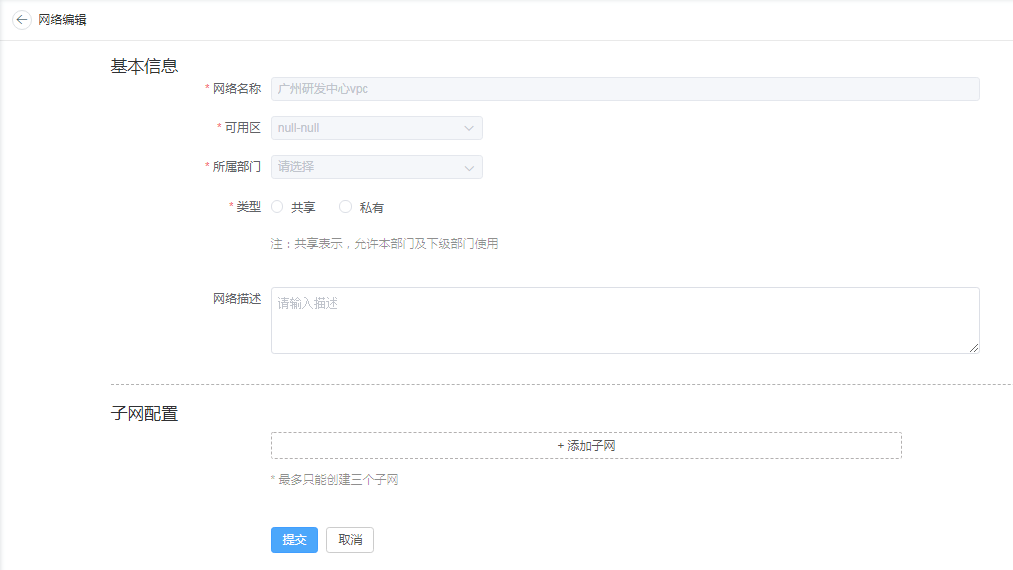 网络编辑
基本信息
* 网络名称 广州研发中心vpc
* 可用区 null-null
* 所属部门 请选择
* 类型 共享 私有
注：共享表示，允许本部门及下级部门使用
网络描述 请输入描述
子网配置
+ 添加子网
* 最多只能创建三个子网
提交 取消